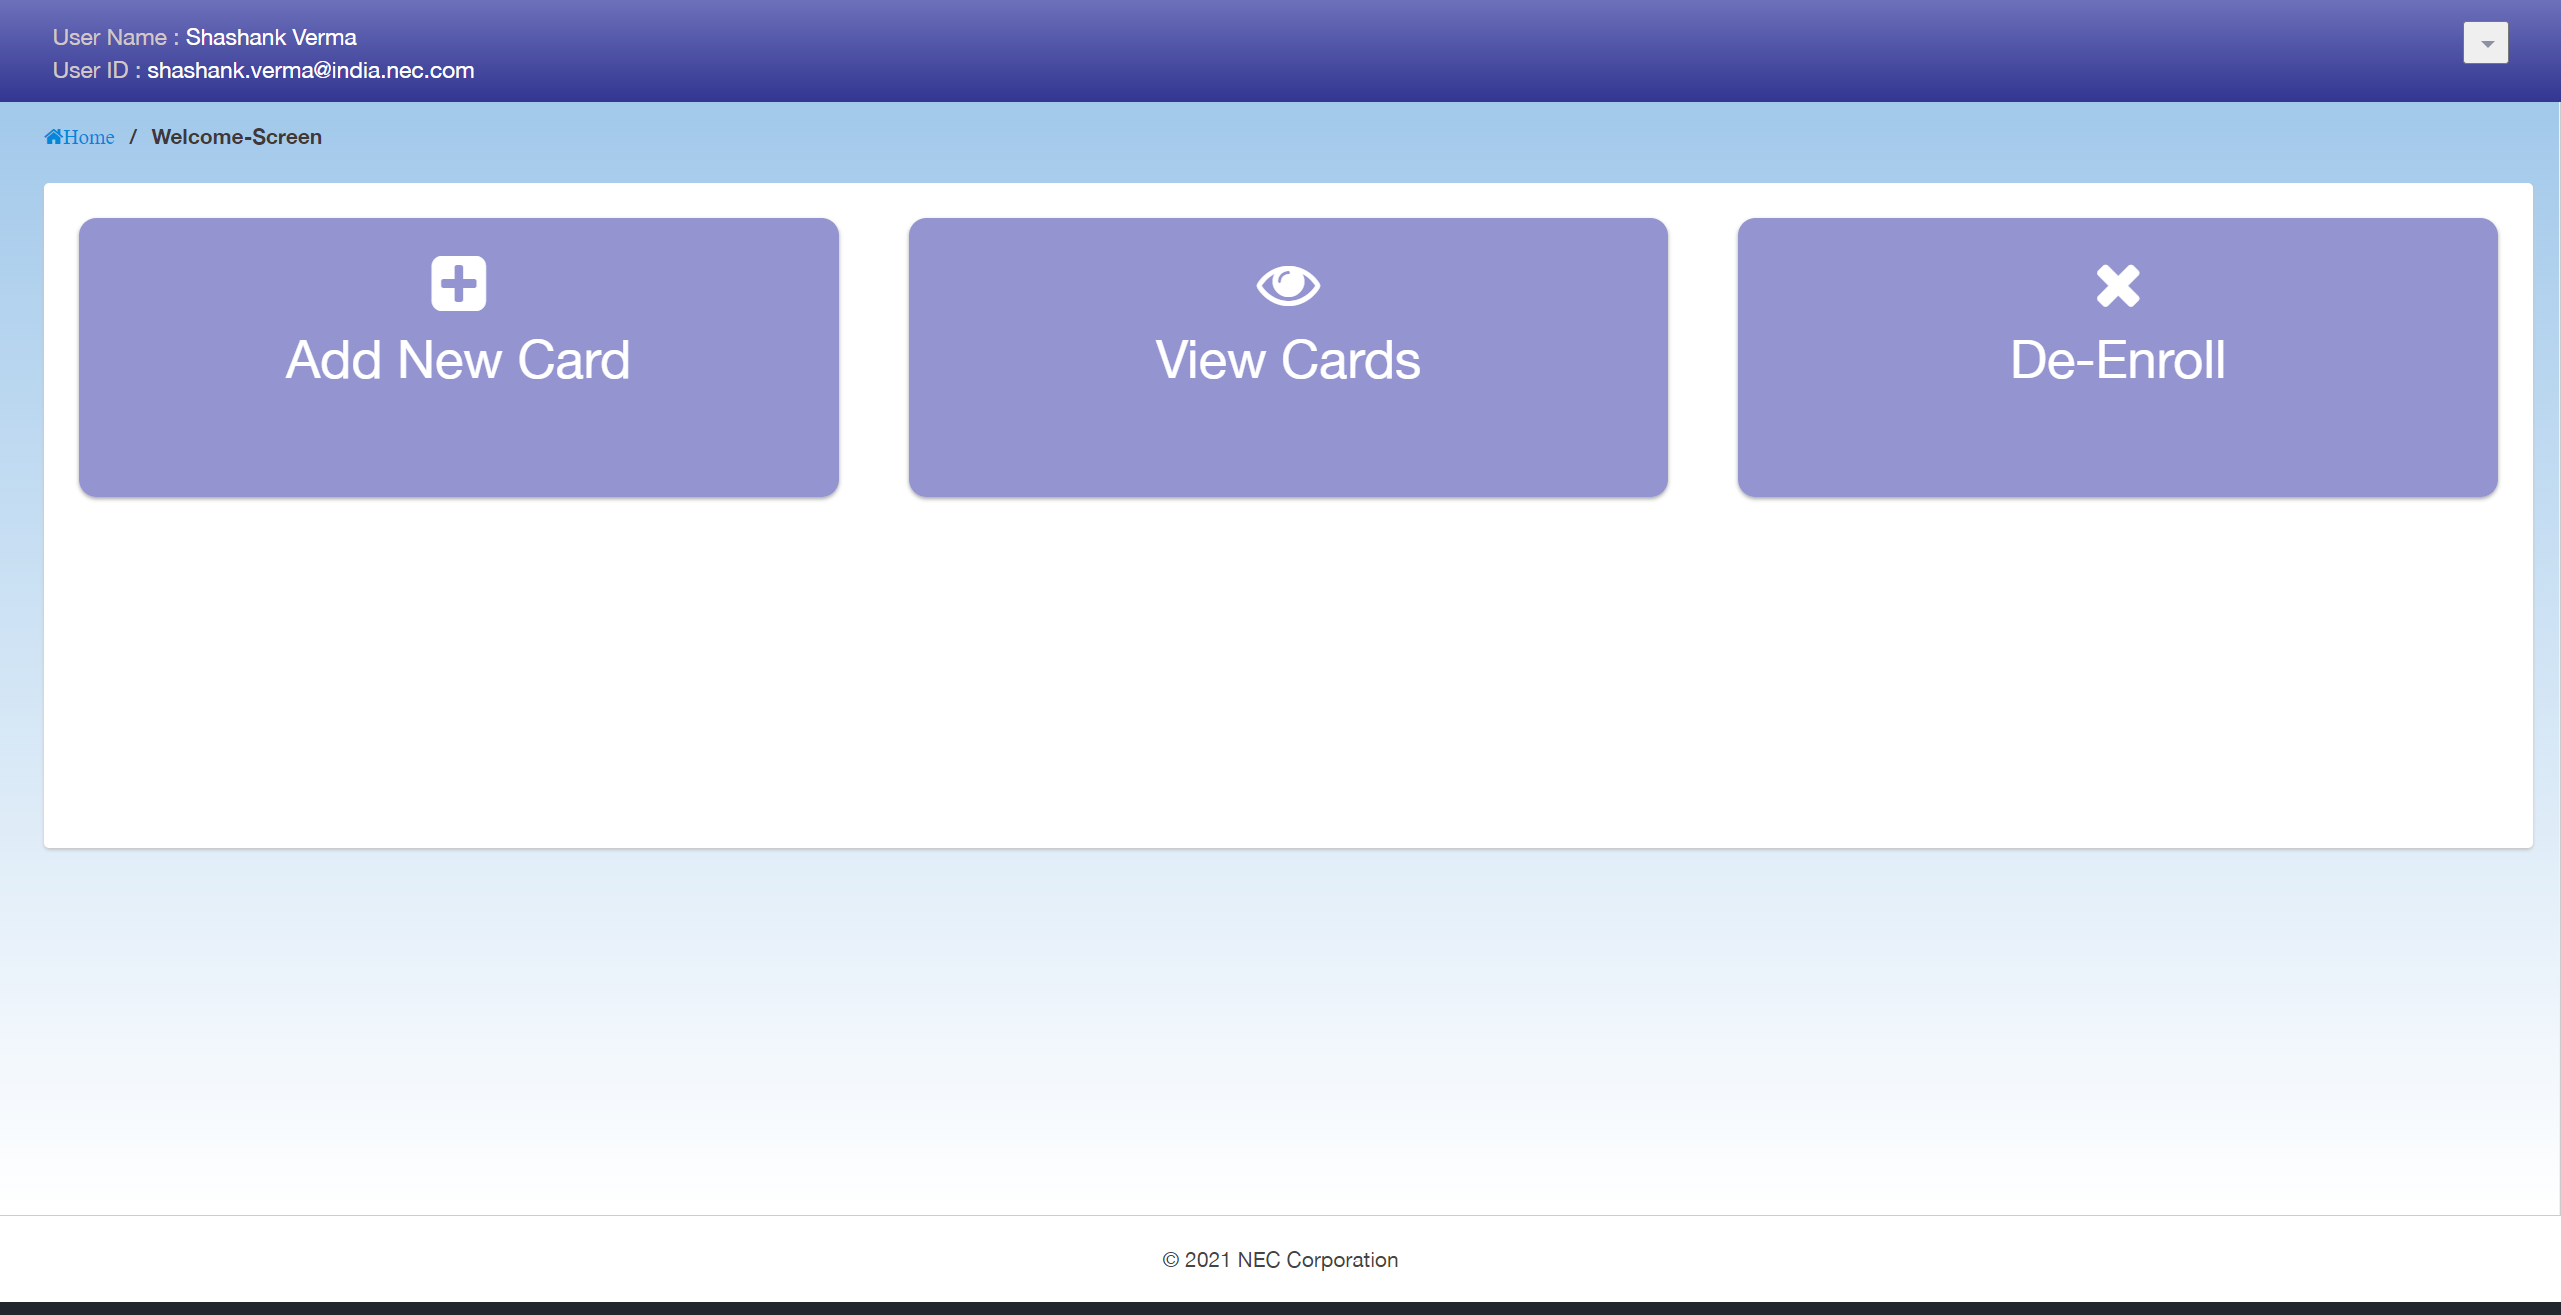 User Name : Shashank Verma
User ID : shashank.verma@india.nec.com
Home / Welcome-Screen
Add New Card
View Cards
De-Enroll
© 2021 NEC Corporation